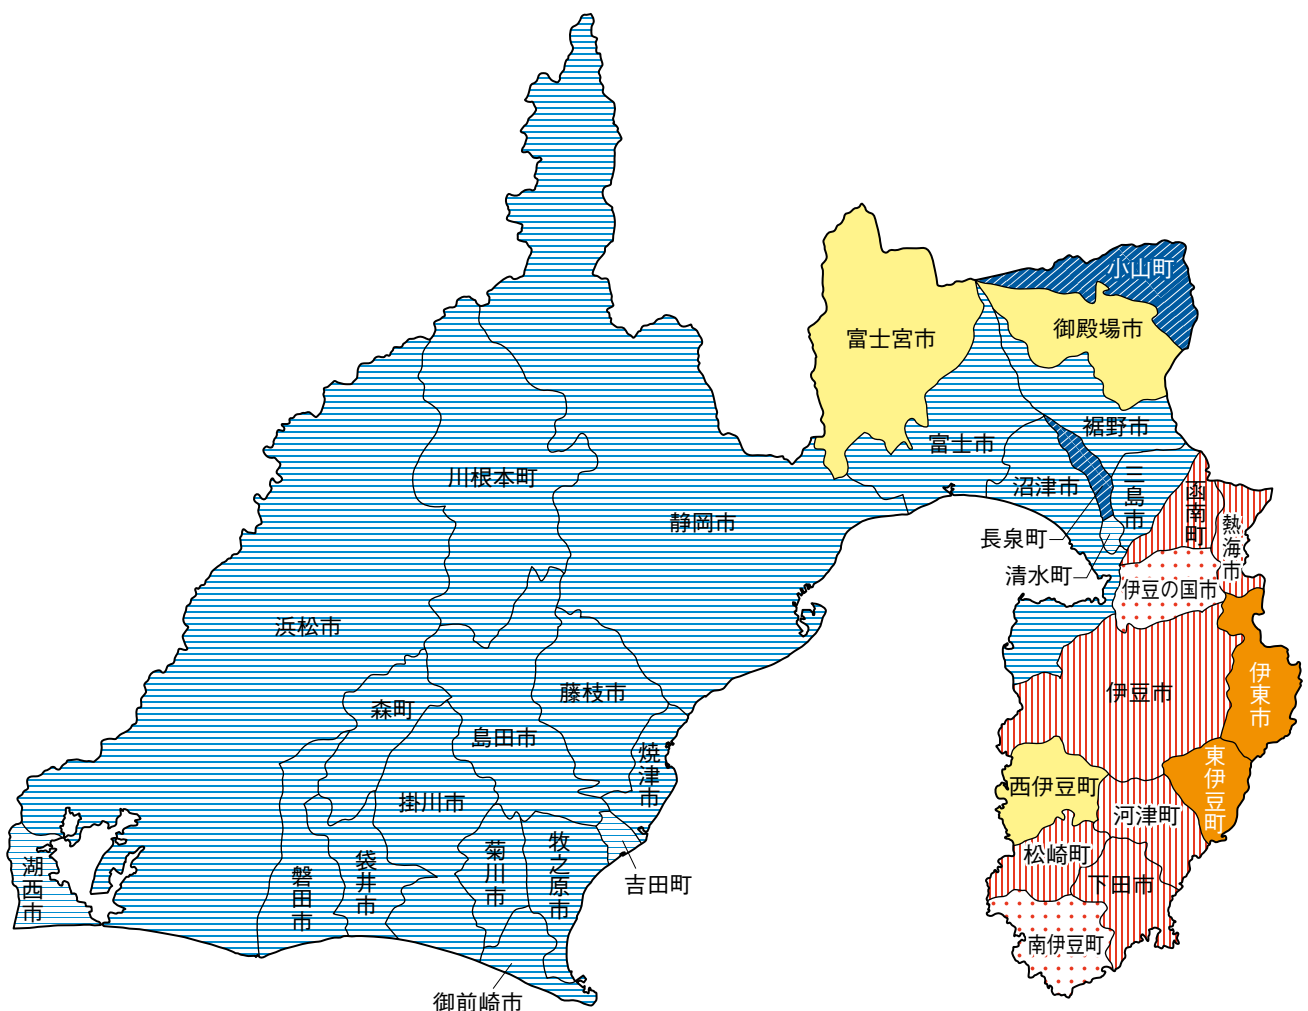 小山町
御殿場市
富士宮市
裾野市
富士市
川根本町
沼津市
三島市
函南町
静岡市
熱海市
長泉町
清水町
伊豆の国市
浜松市
藤枝市
伊豆市
伊東市
森町
島田市
焼津市
東伊豆町
西伊豆町
掛川市
河津町
牧之原市
菊川市
松崎町
袋井市
湖西市
磐田市
吉田町
下田市
南伊豆町
御前崎市